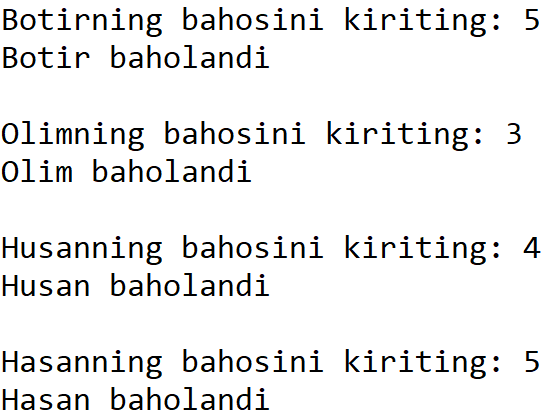 Botirning bahosini kiriting: 5
Botir baholandi
Olimning bahosini kiriting: 3
Olim baholandi
Husanning bahosini kiriting: 4
Husan baholandi
Hasanning bahosini kiriting: 5
Hasan baholandi